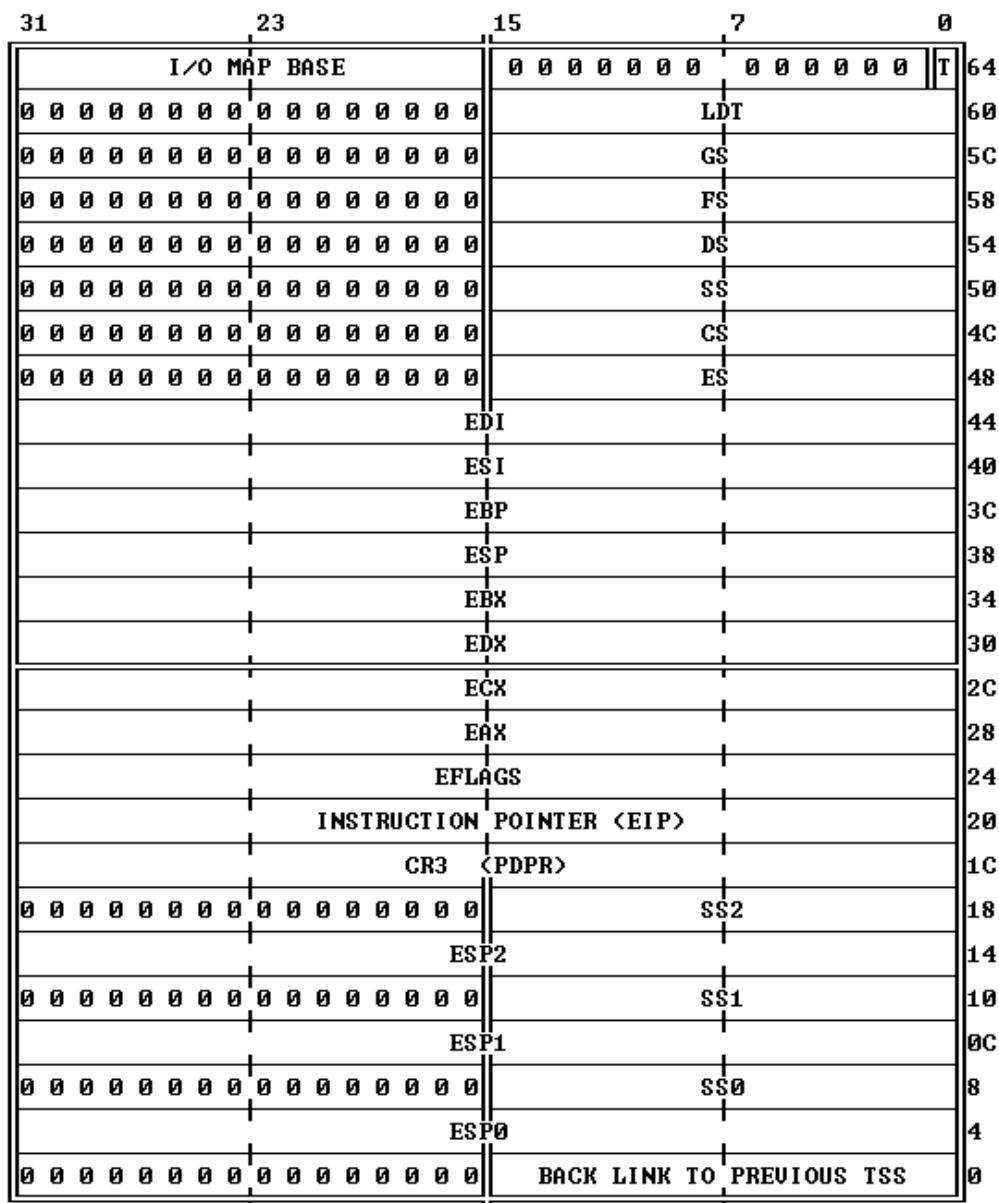 31 23 15 7 0
I/O MAP BASE 0 0 0 0 0 0 0 0 0 0 0 0 0 T 64
0 0 0 0 0 0 0 0 0 0 0 0 0 0 0 0 LDT 60
0 0 0 0 0 0 0 0 0 0 0 0 0 0 0 0 GS 5C
0 0 0 0 0 0 0 0 0 0 0 0 0 0 0 0 FS 58
0 0 0 0 0 0 0 0 0 0 0 0 0 0 0 0 DS 54
0 0 0 0 0 0 0 0 0 0 0 0 0 0 0 0 SS 50
0 0 0 0 0 0 0 0 0 0 0 0 0 0 0 0 CS 4C
0 0 0 0 0 0 0 0 0 0 0 0 0 0 0 0 ES 48
EDI 44
ESI 40
EBP 3C
ESP 38
EBX 34
EDX 30
ECX 2C
EAX 28
EFLAGS 24
INSTRUCTION POINTER (EIP) 20
CR3 (PDPR) 1C
0 0 0 0 0 0 0 0 0 0 0 0 0 0 0 0 SS2 18
ESP2 14
0 0 0 0 0 0 0 0 0 0 0 0 0 0 0 0 SS1 10
ESP1 0C
0 0 0 0 0 0 0 0 0 0 0 0 0 0 0 0 SS0 8
ESP0 4
0 0 0 0 0 0 0 0 0 0 0 0 0 0 0 0 BACK LINK TO PREVIOUS TSS 0